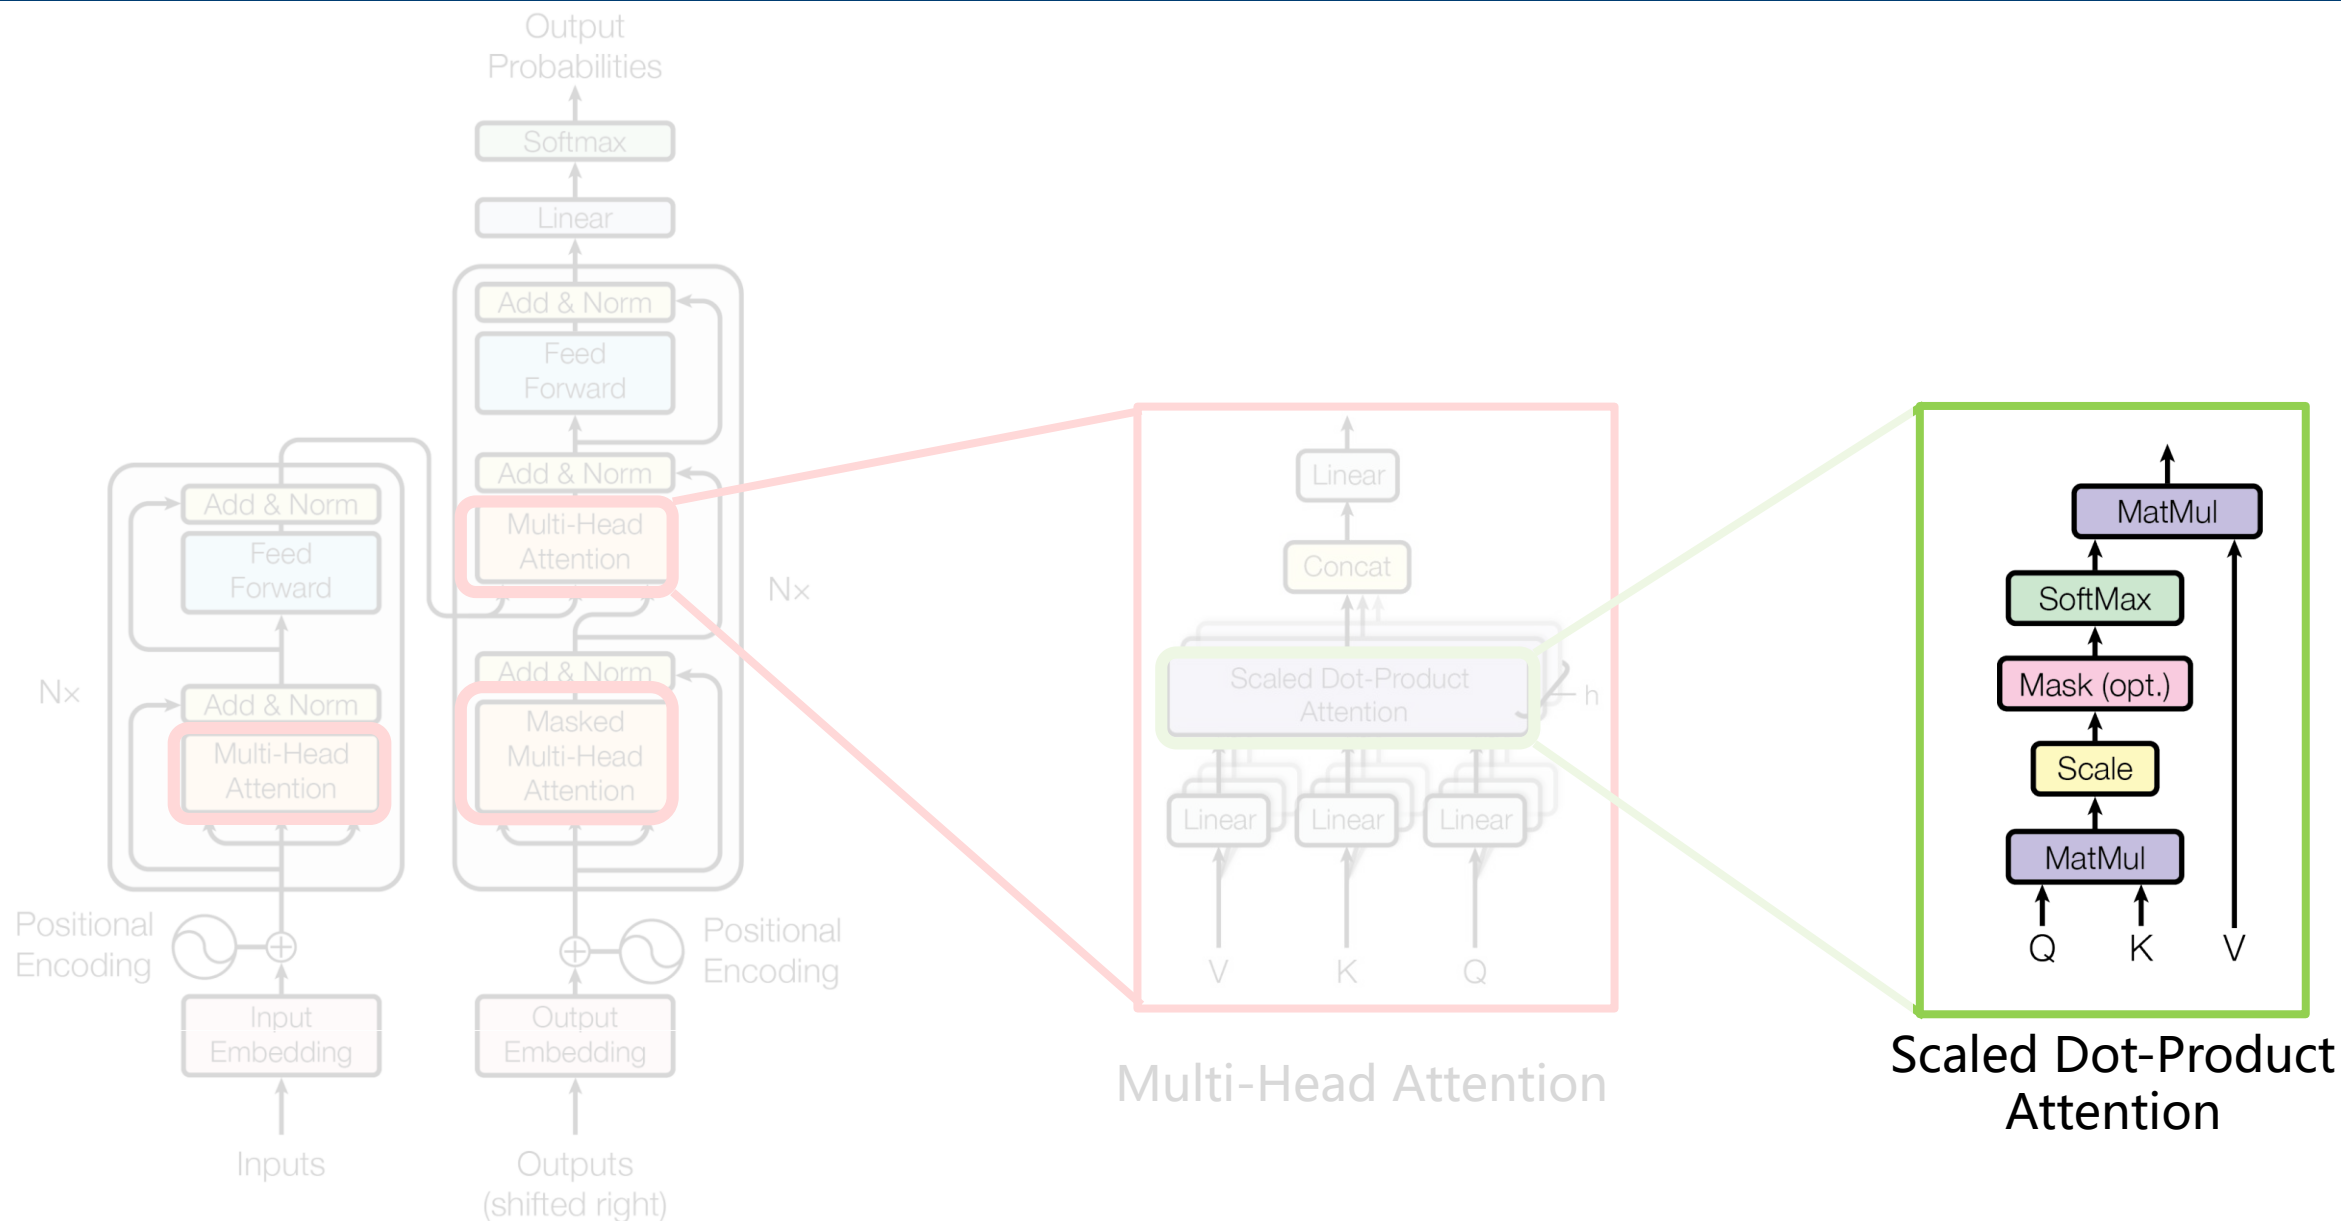 Output
Probabilities
Softmax
Linear
Add & Norm
Feed
Forward
Add & Norm
Multi-Head
Attention
Nx
Add & Norm
Masked
Multi-Head
Attention
Positional
Encoding
Output
Embedding
Outputs
(shifted right)
Add & Norm
Feed
Forward
Nx
Add & Norm
Multi-Head
Attention
Positional
Encoding
Input
Embedding
Inputs
Linear
Concat
Scaled Dot-Product
Attention
h
Linear
Linear
Linear
V
K
Q
Multi-Head Attention
MatMul
SoftMax
Mask (opt.)
Scale
MatMul
Q
K
V
Scaled Dot-Product
Attention